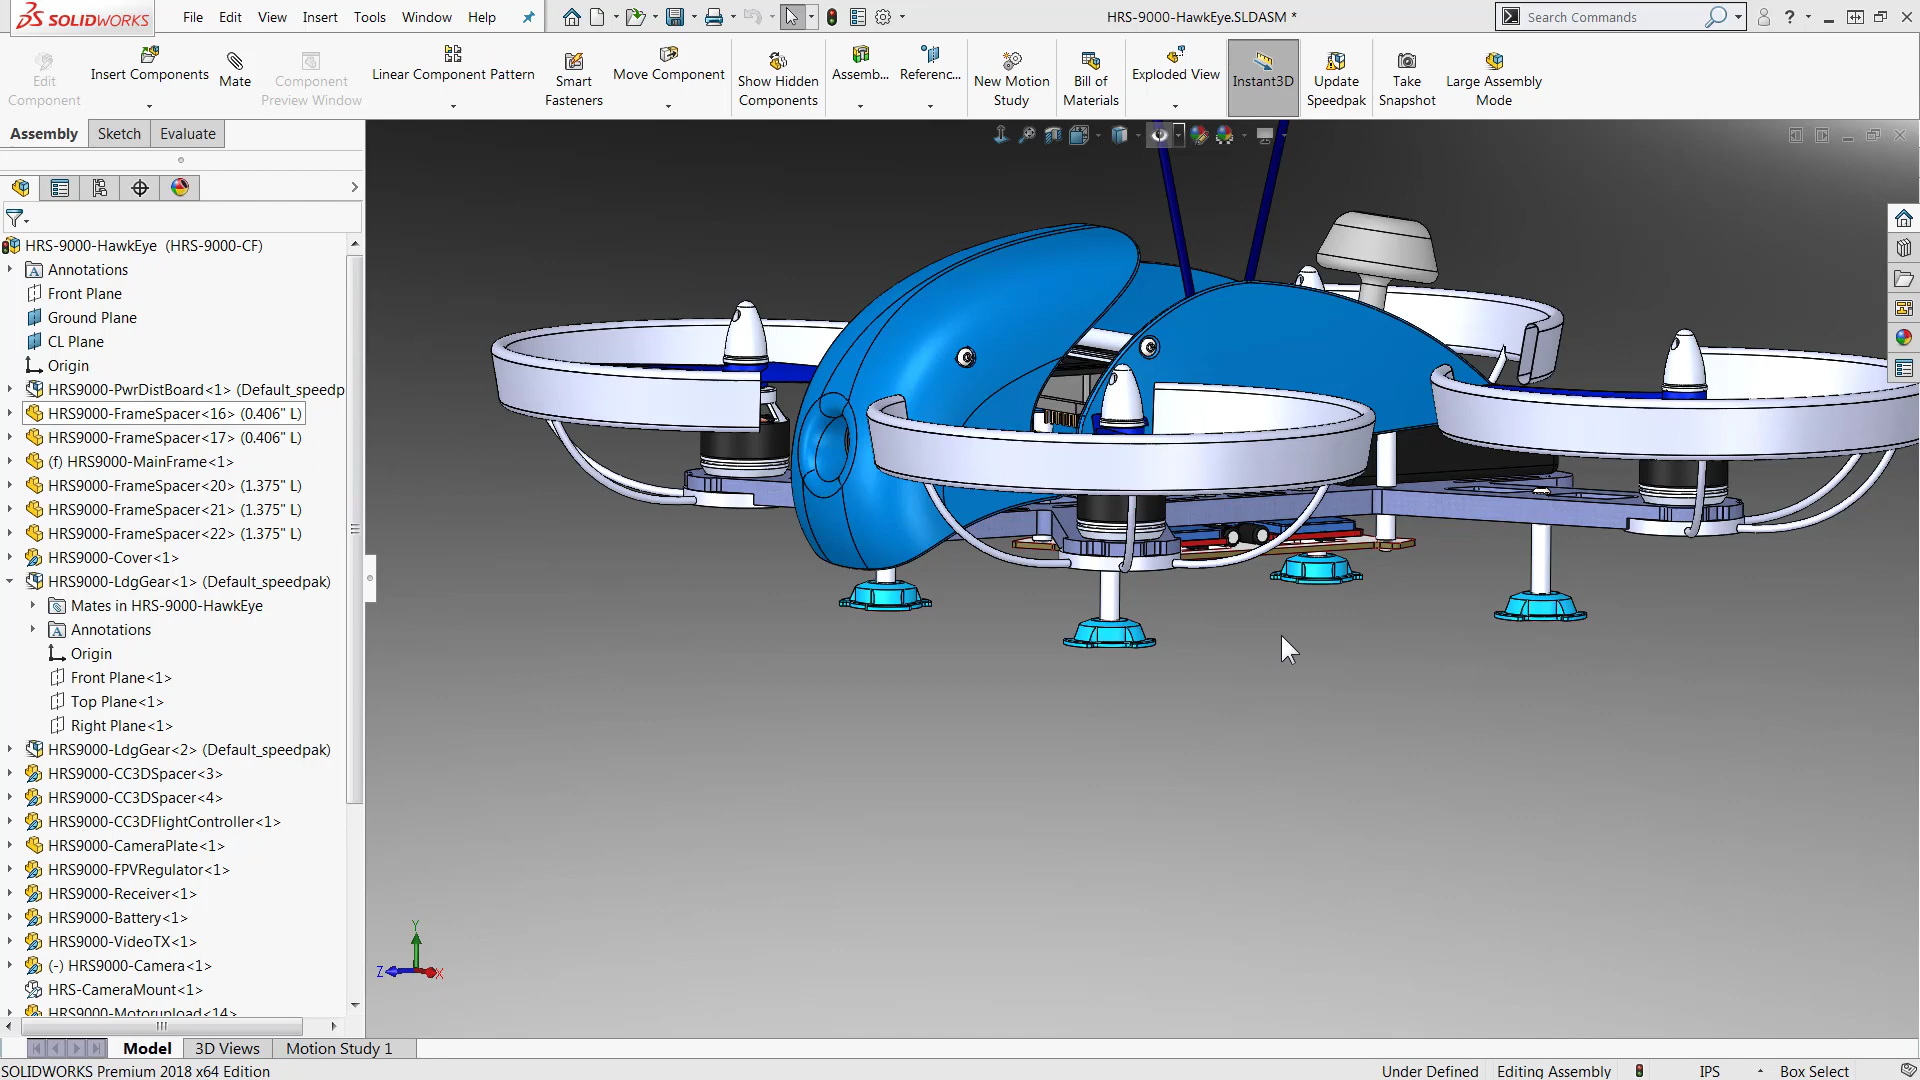 SOLIDWORKS File Edit View Insert Tools Window Help HRS-9000-HawkEye.SLDASM * Search Commands ?
Edit Component
Insert Components
Mate
Component Preview Window
Linear Component Pattern
Smart Fasteners
Move Component
Show Hidden Components
Assemb...
Referenc...
New Motion Study
Bill of Materials
Exploded View
Instant3D
Update Speedpak
Take Snapshot
Large Assembly Mode
Assembly Sketch Evaluate
HRS-9000-HawkEye (HRS-9000-CF)
Annotations
Front Plane
Ground Plane
CL Plane
Origin
HRS9000-PwrDistBoard<1> (Default_speedp
HRS9000-FrameSpacer<16> (0.406" L)
HRS9000-FrameSpacer<17> (0.406" L)
(f) HRS9000-MainFrame<1>
HRS9000-FrameSpacer<20> (1.375" L)
HRS9000-FrameSpacer<21> (1.375" L)
HRS9000-FrameSpacer<22> (1.375" L)
HRS9000-Cover<1>
HRS9000-LdgGear<1> (Default_speedpak)
Mates in HRS-9000-HawkEye
Annotations
Origin
Front Plane<1>
Top Plane<1>
Right Plane<1>
HRS9000-LdgGear<2> (Default_speedpak)
HRS9000-CC3DSpacer<3>
HRS9000-CC3DSpacer<4>
HRS9000-CC3DFlightController<1>
HRS9000-CameraPlate<1>
HRS9000-FPVRegulator<1>
HRS9000-Receiver<1>
HRS9000-Battery<1>
HRS9000-VideoTX<1>
(-) HRS9000-Camera<1>
HRS-CameraMount<1>
HRS9000-Motorupload<14>
Y
Z X
Model 3D Views Motion Study 1
SOLIDWORKS Premium 2018 x64 Edition Under Defined Editing Assembly IPS Box Select